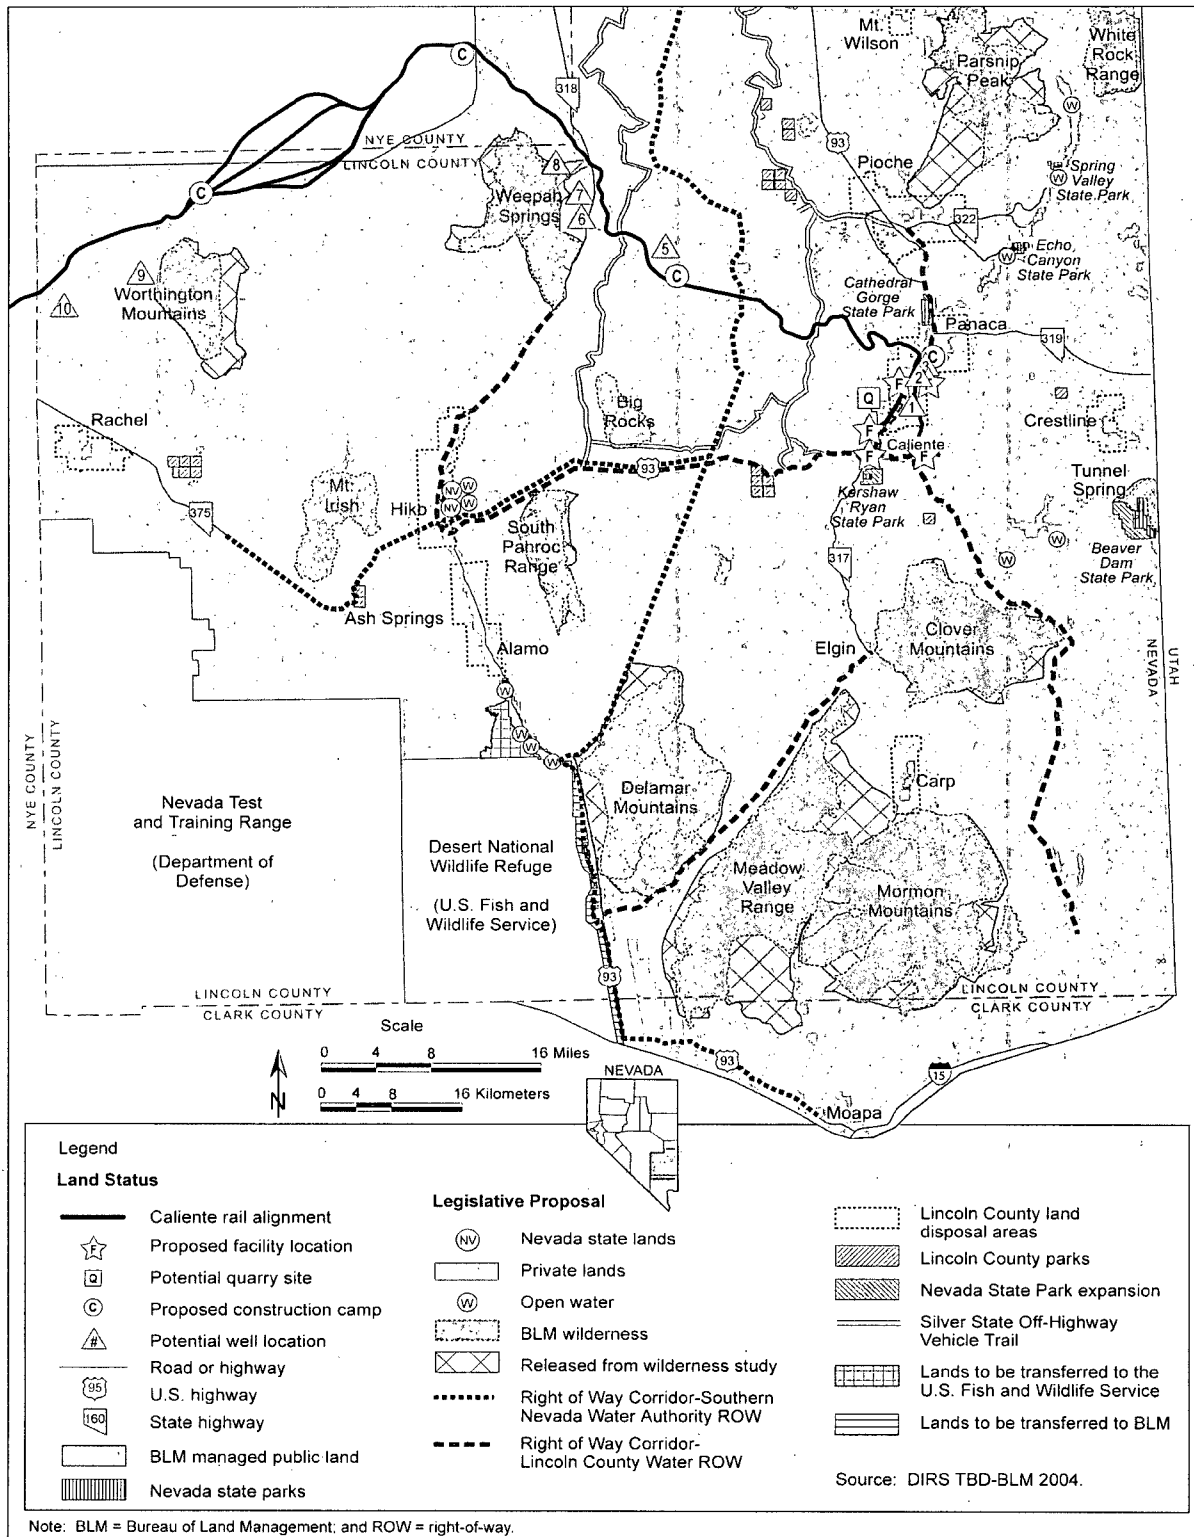 Mt.
Wilson
White
Rock
Range
Parsnip
Peak
C
318
NYE COUNTY
LINCOLN COUNTY
93
Pioche
W
W
Spring
Valley
State Park
C
8
7
6
Weepah
Springs
5
C
322
W
Echo
Canyon
State Park
9
10
Worthington
Mountains
Cathedral
Gorge
State Park
Panaca
319
C
F
2
Q
1
F
Crestline
Rachel
Big
Rocks
Caliente
F
F
93
Tunnel
Spring
Mt.
Irish
Hiko
NV
W
NV
W
Kershaw
Ryan
State Park
375
South
Pahroc
Range
317
W
W
Beaver
Dam
State Park
Ash Springs
Alamo
Elgin
Clover
Mountains
UTAH
NEVADA
W
W
W
W
NYE COUNTY
LINCOLN COUNTY
Nevada Test
and Training Range
(Department of
Defense)
Delamar
Mountains
Carp
Desert National
Wildlife Refuge
(U.S. Fish and
Wildlife Service)
Meadow
Valley
Range
Mormon
Mountains
93
LINCOLN COUNTY
CLARK COUNTY
LINCOLN COUNTY
CLARK COUNTY
Scale
0 4 8 16 Miles
0 4 8 16 Kilometers
N
NEVADA
93
15
Moapa
Legend
Land Status
Caliente rail alignment
F Proposed facility location
Q Potential quarry site
C Proposed construction camp
# Potential well location
Road or highway
95 U.S. highway
160 State highway
BLM managed public land
Nevada state parks
Legislative Proposal
NV Nevada state lands
Private lands
W Open water
BLM wilderness
Released from wilderness study
Right of Way Corridor-Southern
Nevada Water Authority ROW
Right of Way Corridor-
Lincoln County Water ROW
Lincoln County land
disposal areas
Lincoln County parks
Nevada State Park expansion
Silver State Off-Highway
Vehicle Trail
Lands to be transferred to the
U.S. Fish and Wildlife Service
Lands to be transferred to BLM
Source: DIRS TBD-BLM 2004.
Note: BLM = Bureau of Land Management; and ROW = right-of-way.